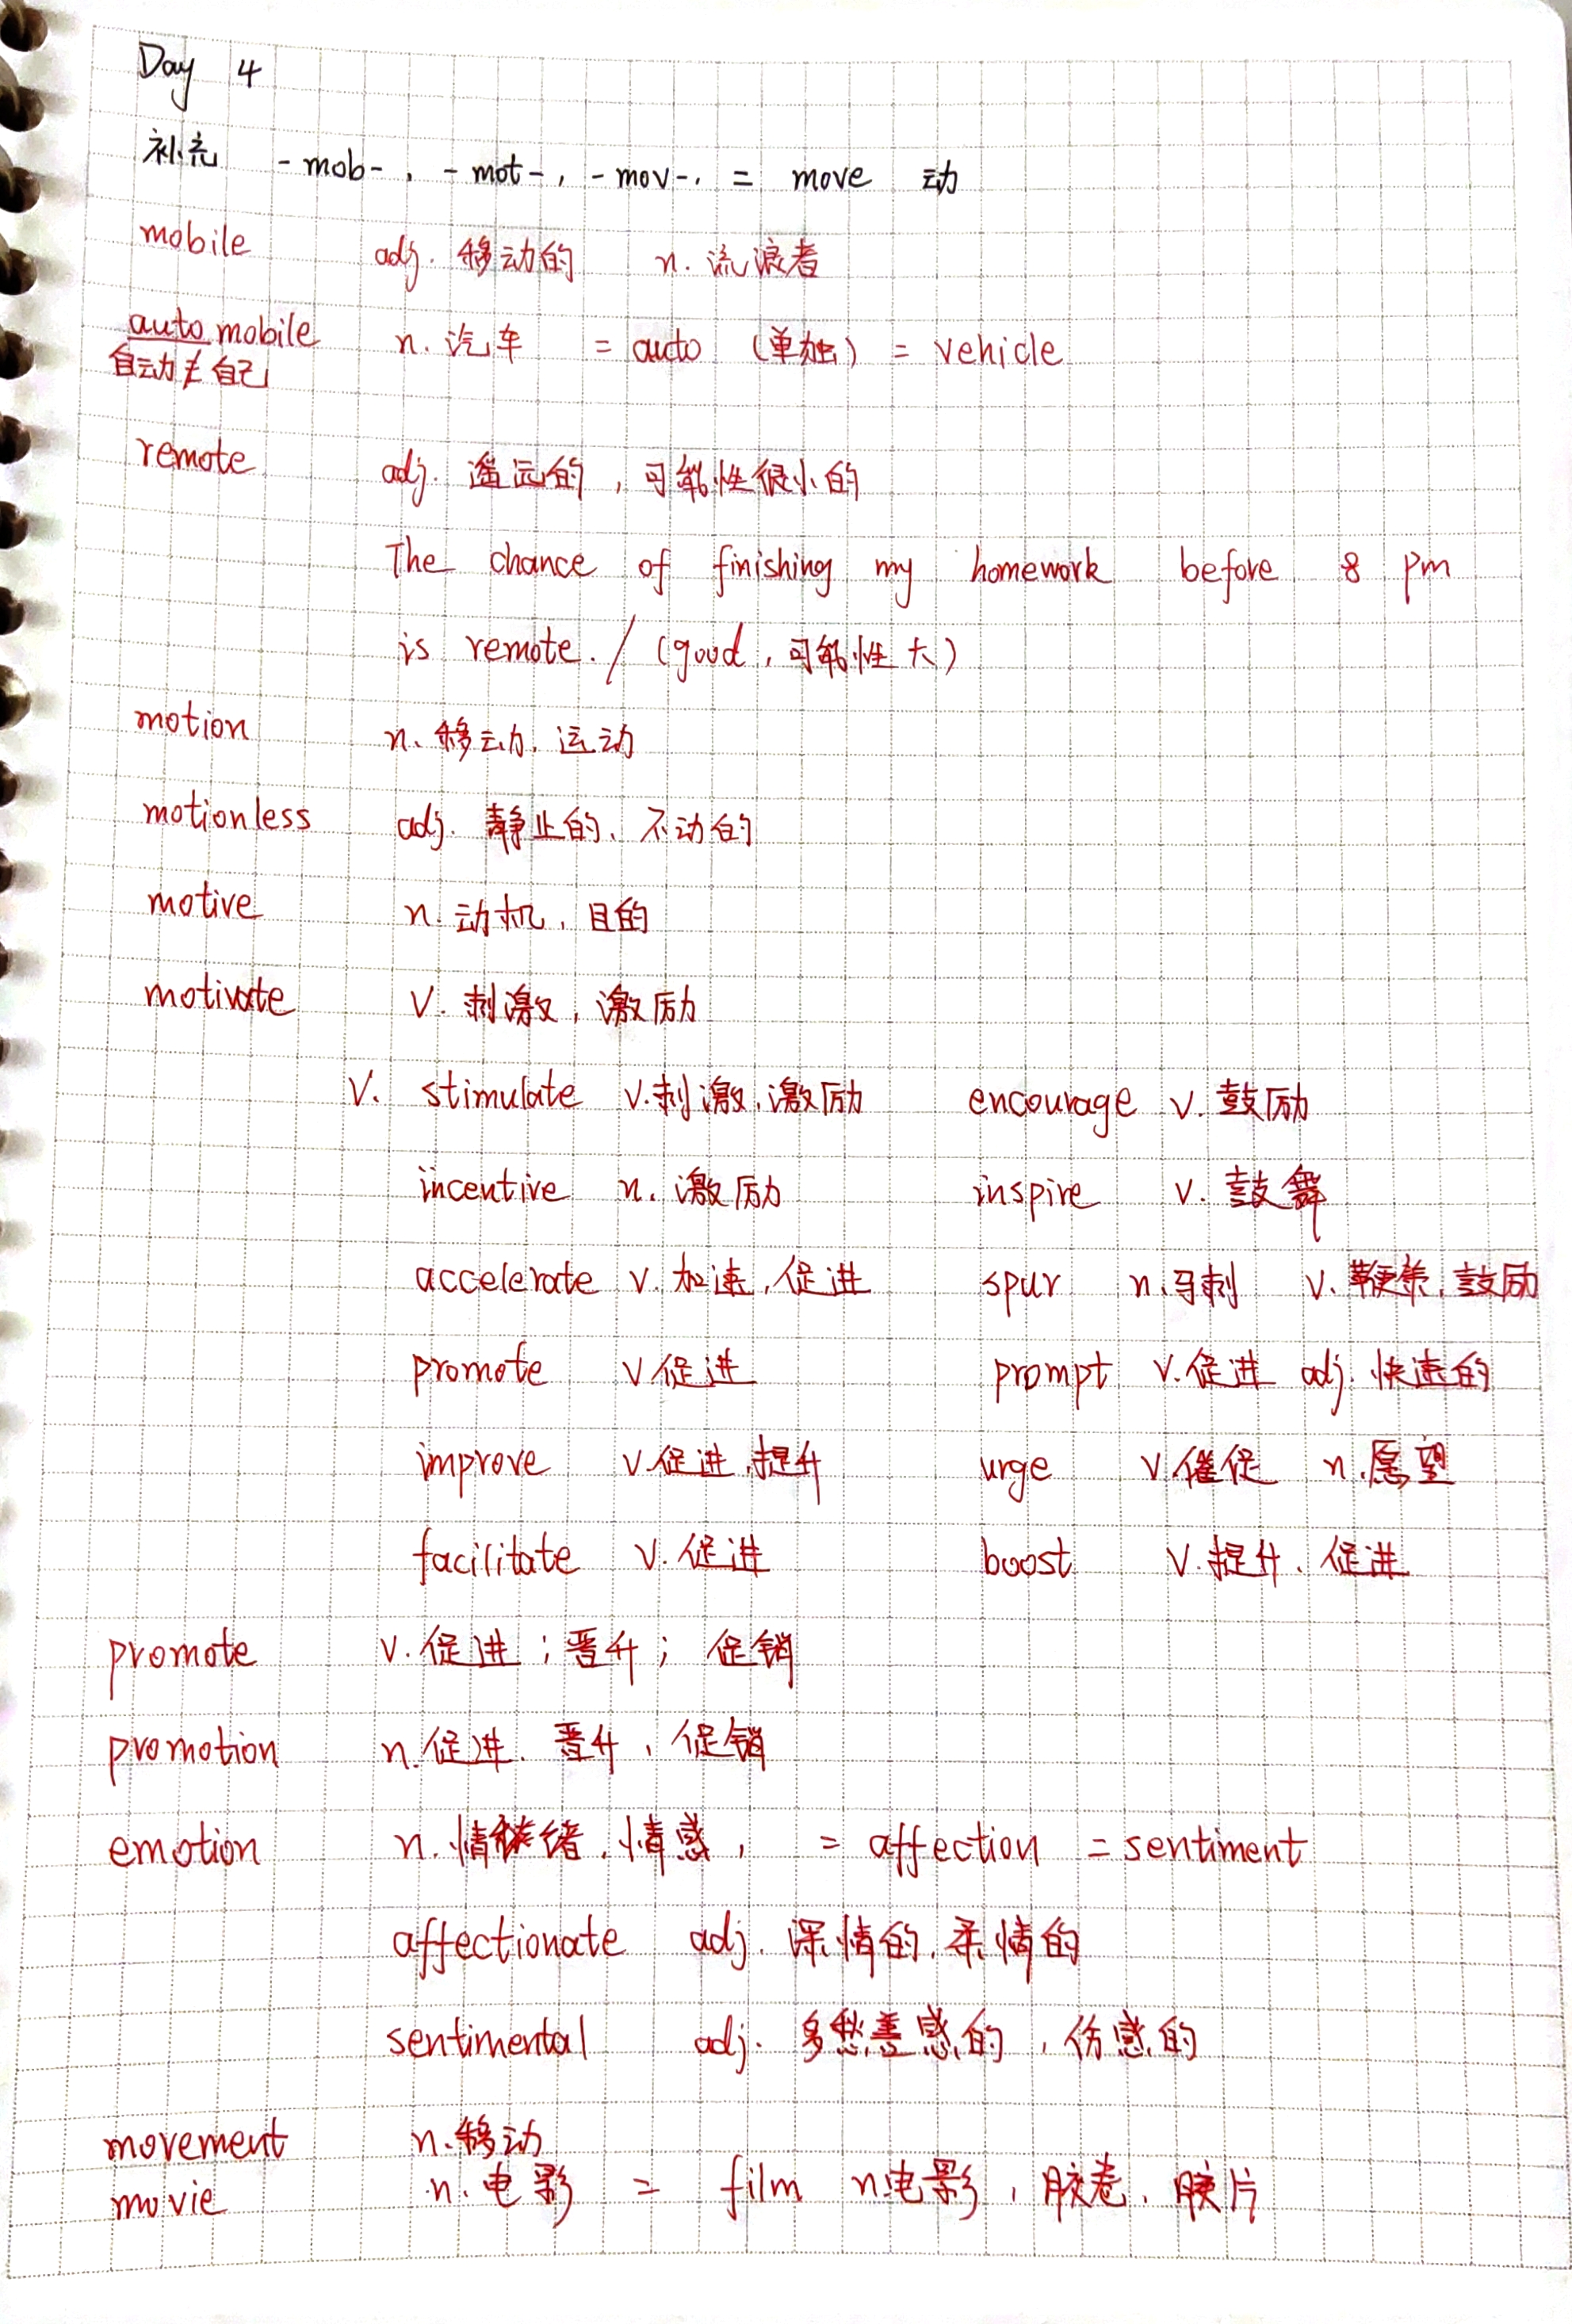 Day 4
补充 -mob-, -mot-, -mov-. = move 动
mobile adj. 移动的 n. 流浪者
automobile n. 汽车 = auto (单独) = vehicle
自动 ≠ 自己
remote adj. 遥远的, 可能性很小的
The chance of finishing my homework before 8 pm
is remote. / (good, 可能性大)
motion n. 移动, 运动
motionless adj. 静止的、不动的
motive n. 动机, 目的
motivate v. 刺激, 激励
v. stimulate v. 刺激, 激励 encourage v. 鼓励
incentive n. 激励 inspire v. 鼓舞
accelerate v. 加速, 促进 spur n. 马刺 v. 鞭策, 鼓励
promote v 促进 prompt v. 促进 adj. 快速的
improve v. 促进, 提升 urge v. 催促 n. 愿望
facilitate v. 促进 boost v. 提升、促进
promote v. 促进; 晋升; 促销
promotion n. 促进、晋升, 促销
emotion n. 情绪, 情感, = affection = sentiment
affectionate adj. 深情的, 柔情的
sentimental adj. 多愁善感的, 伤感的
movement n. 移动
movie n. 电影 = film n. 电影, 胶卷、胶片